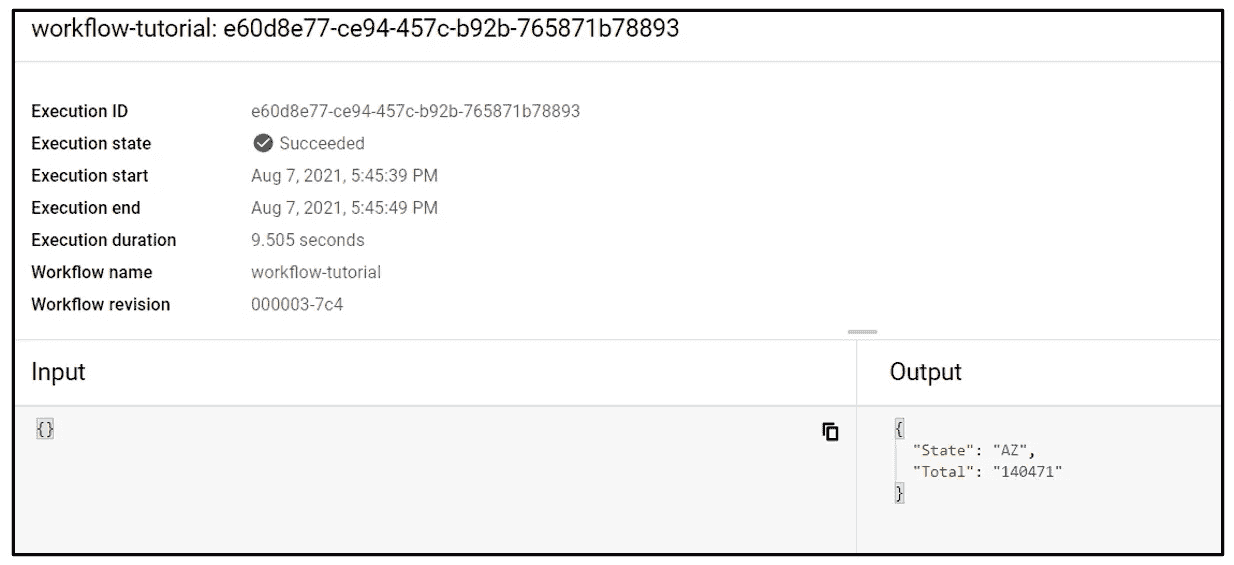 workflow-tutorial: e60d8e77-ce94-457c-b92b-765871b78893
Execution ID e60d8e77-ce94-457c-b92b-765871b78893
Execution state Succeeded
Execution start Aug 7, 2021, 5:45:39 PM
Execution end Aug 7, 2021, 5:45:49 PM
Execution duration 9.505 seconds
Workflow name workflow-tutorial
Workflow revision 000003-7c4
Input
{}
Output
{
"State": "AZ",
"Total": "140471"
}